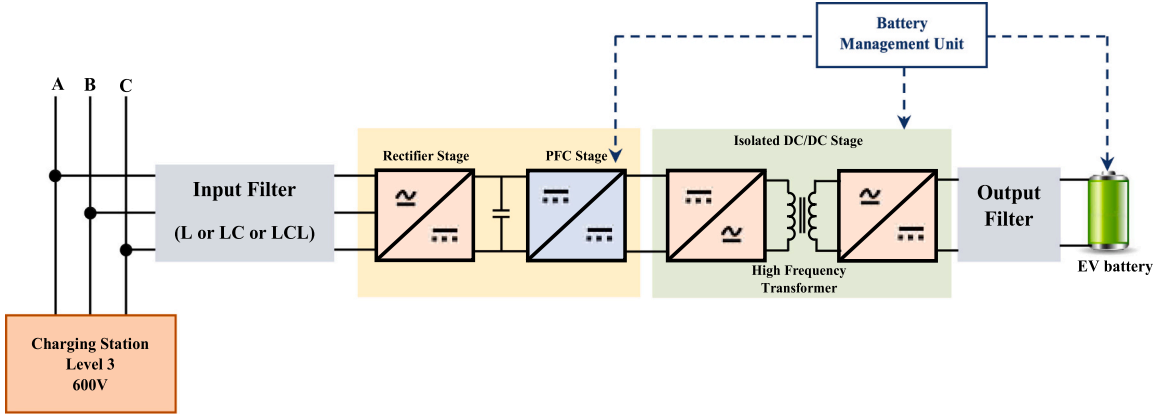 Battery
Management Unit
A B C
Isolated DC/DC Stage
Rectifier Stage
PFC Stage
Input Filter
(L or LC or LCL)
Output
Filter
High Frequency
Transformer
EV battery
Charging Station
Level 3
600V